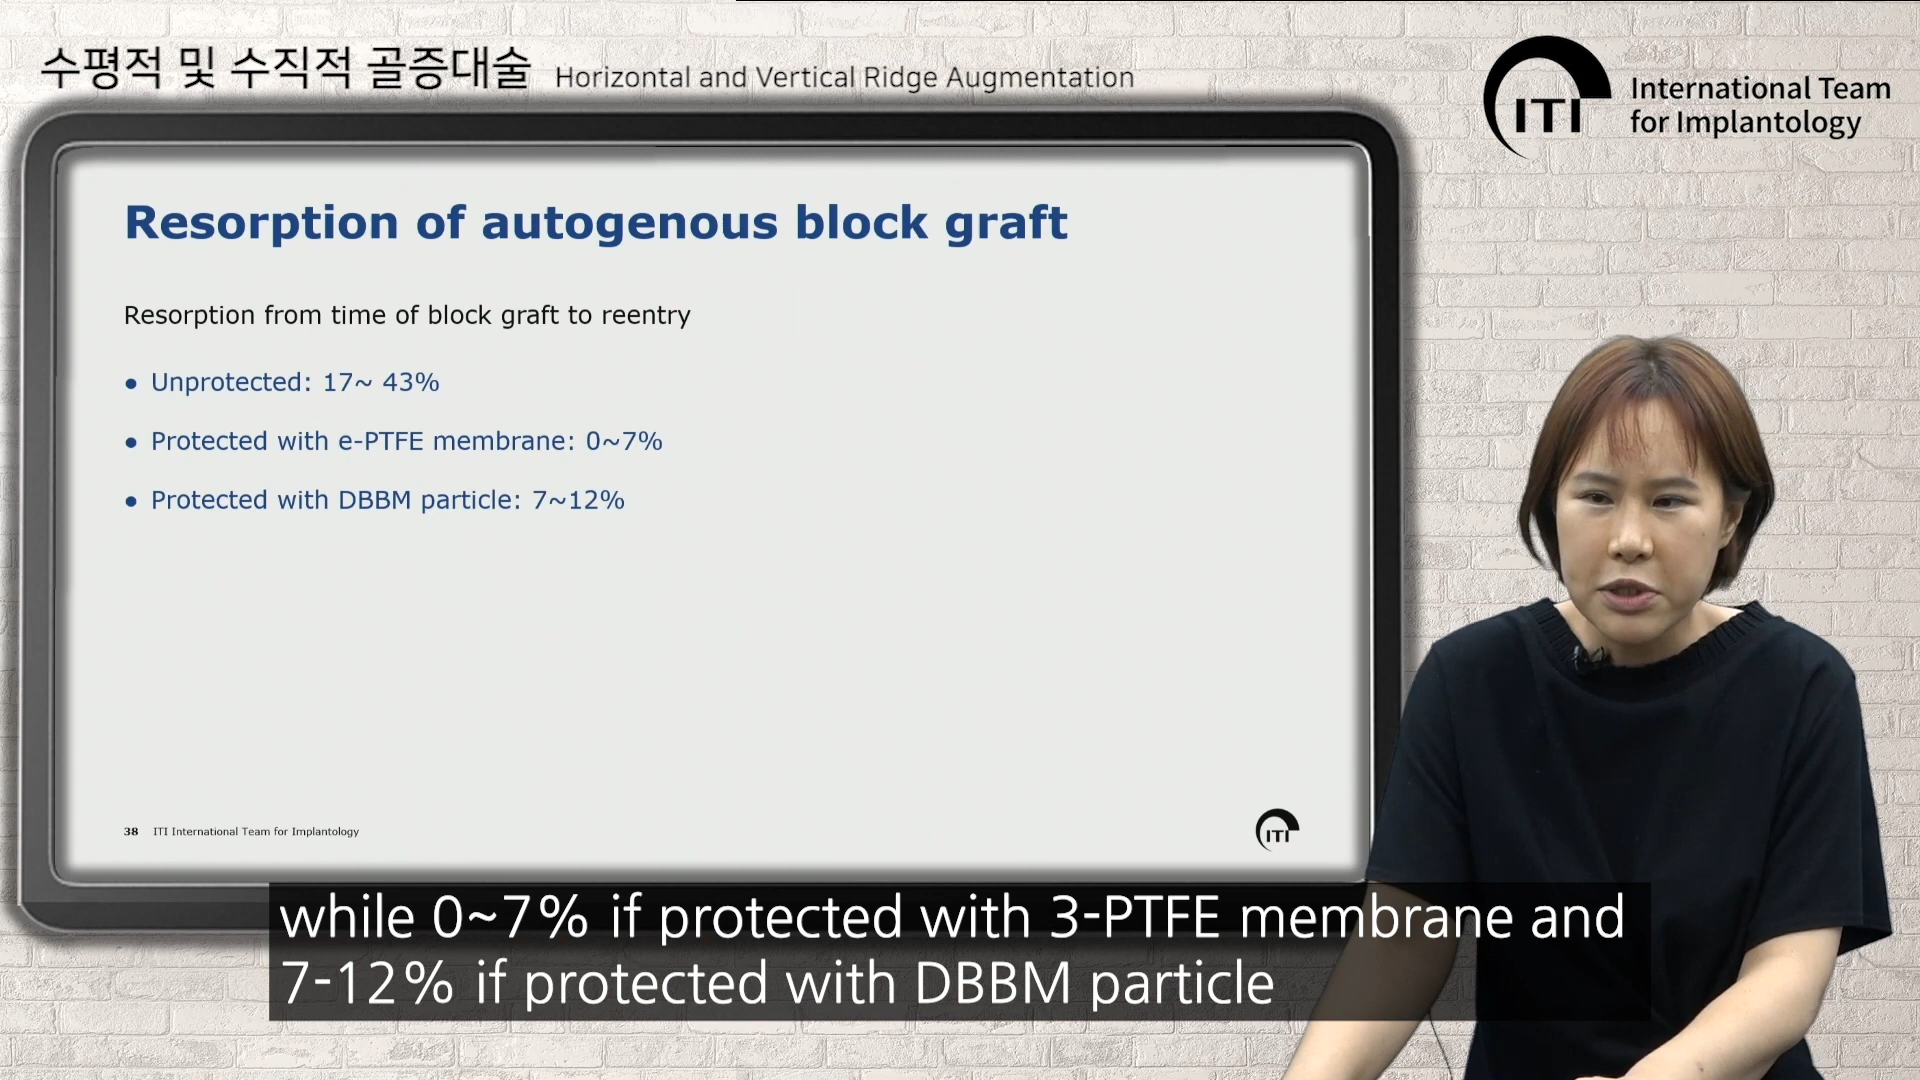 수평적 및 수직적 골증대술 Horizontal and Vertical Ridge Augmentation
ITI International Team
for Implantology
Resorption of autogenous block graft
Resorption from time of block graft to reentry
● Unprotected: 17~ 43%
● Protected with e-PTFE membrane: 0~7%
● Protected with DBBM particle: 7~12%
38 ITI International Team for Implantology
ITI
while 0~7% if protected with 3-PTFE membrane and
7-12% if protected with DBBM particle